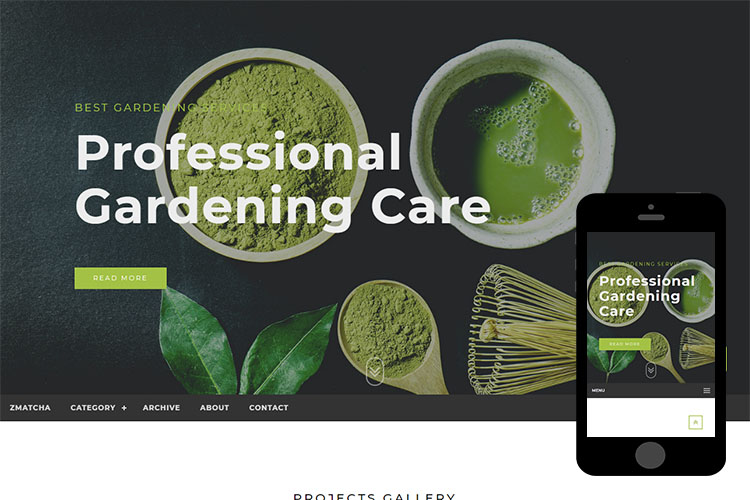 BEST GARDENING SERVICES
Professional
Gardening Care
READ MORE
ZMATCHA CATEGORY + ARCHIVE ABOUT CONTACT
PROJECTS GALLERY
BEST GARDENING SERVICES
Professional
Gardening
Care
READ MORE
MENU